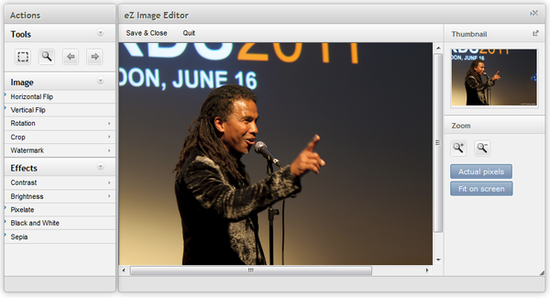 Actions
Tools
Image
Horizontal Flip
Vertical Flip
Rotation
Crop
Watermark
Effects
Contrast
Brightness
Pixelate
Black and White
Sepia
eZ Image Editor
Save & Close
Quit
2011
DON, JUNE 16
Thumbnail
Zoom
Actual pixels
Fit on screen